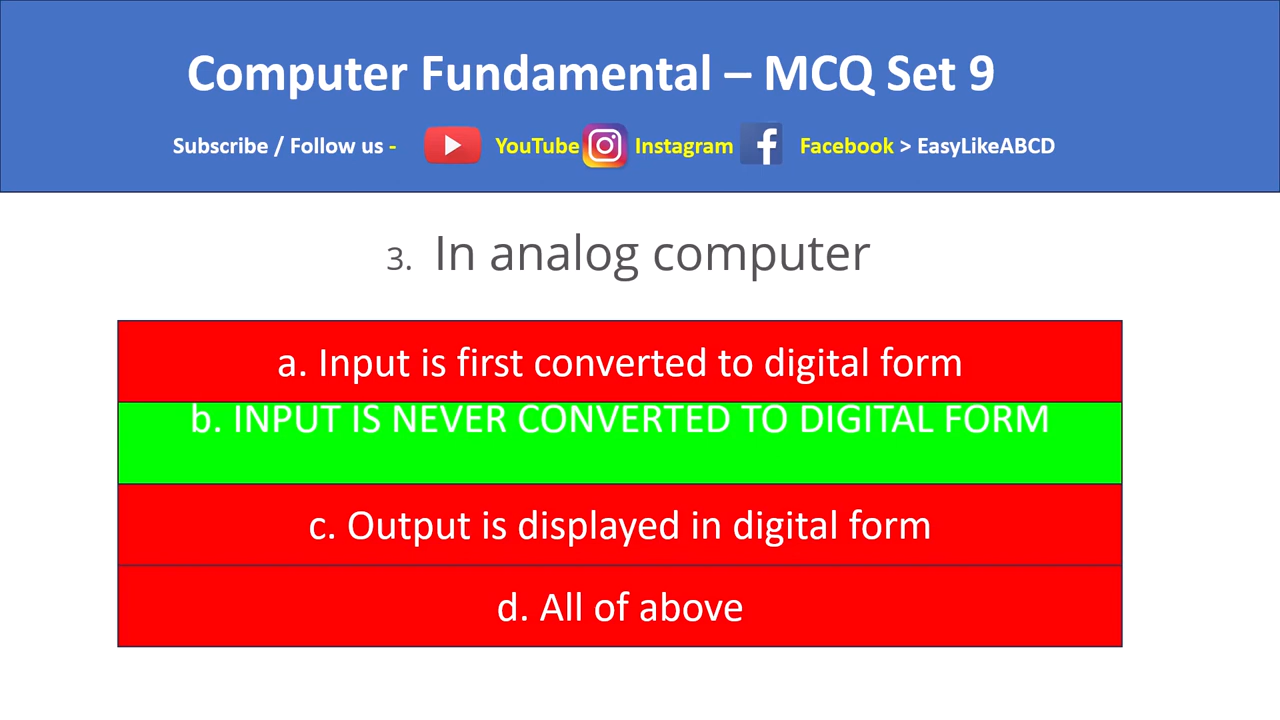 Computer Fundamental – MCQ Set 9
Subscribe / Follow us - YouTube Instagram Facebook > EasyLikeABCD
3. In analog computer
a. Input is first converted to digital form
b. INPUT IS NEVER CONVERTED TO DIGITAL FORM
c. Output is displayed in digital form
d. All of above